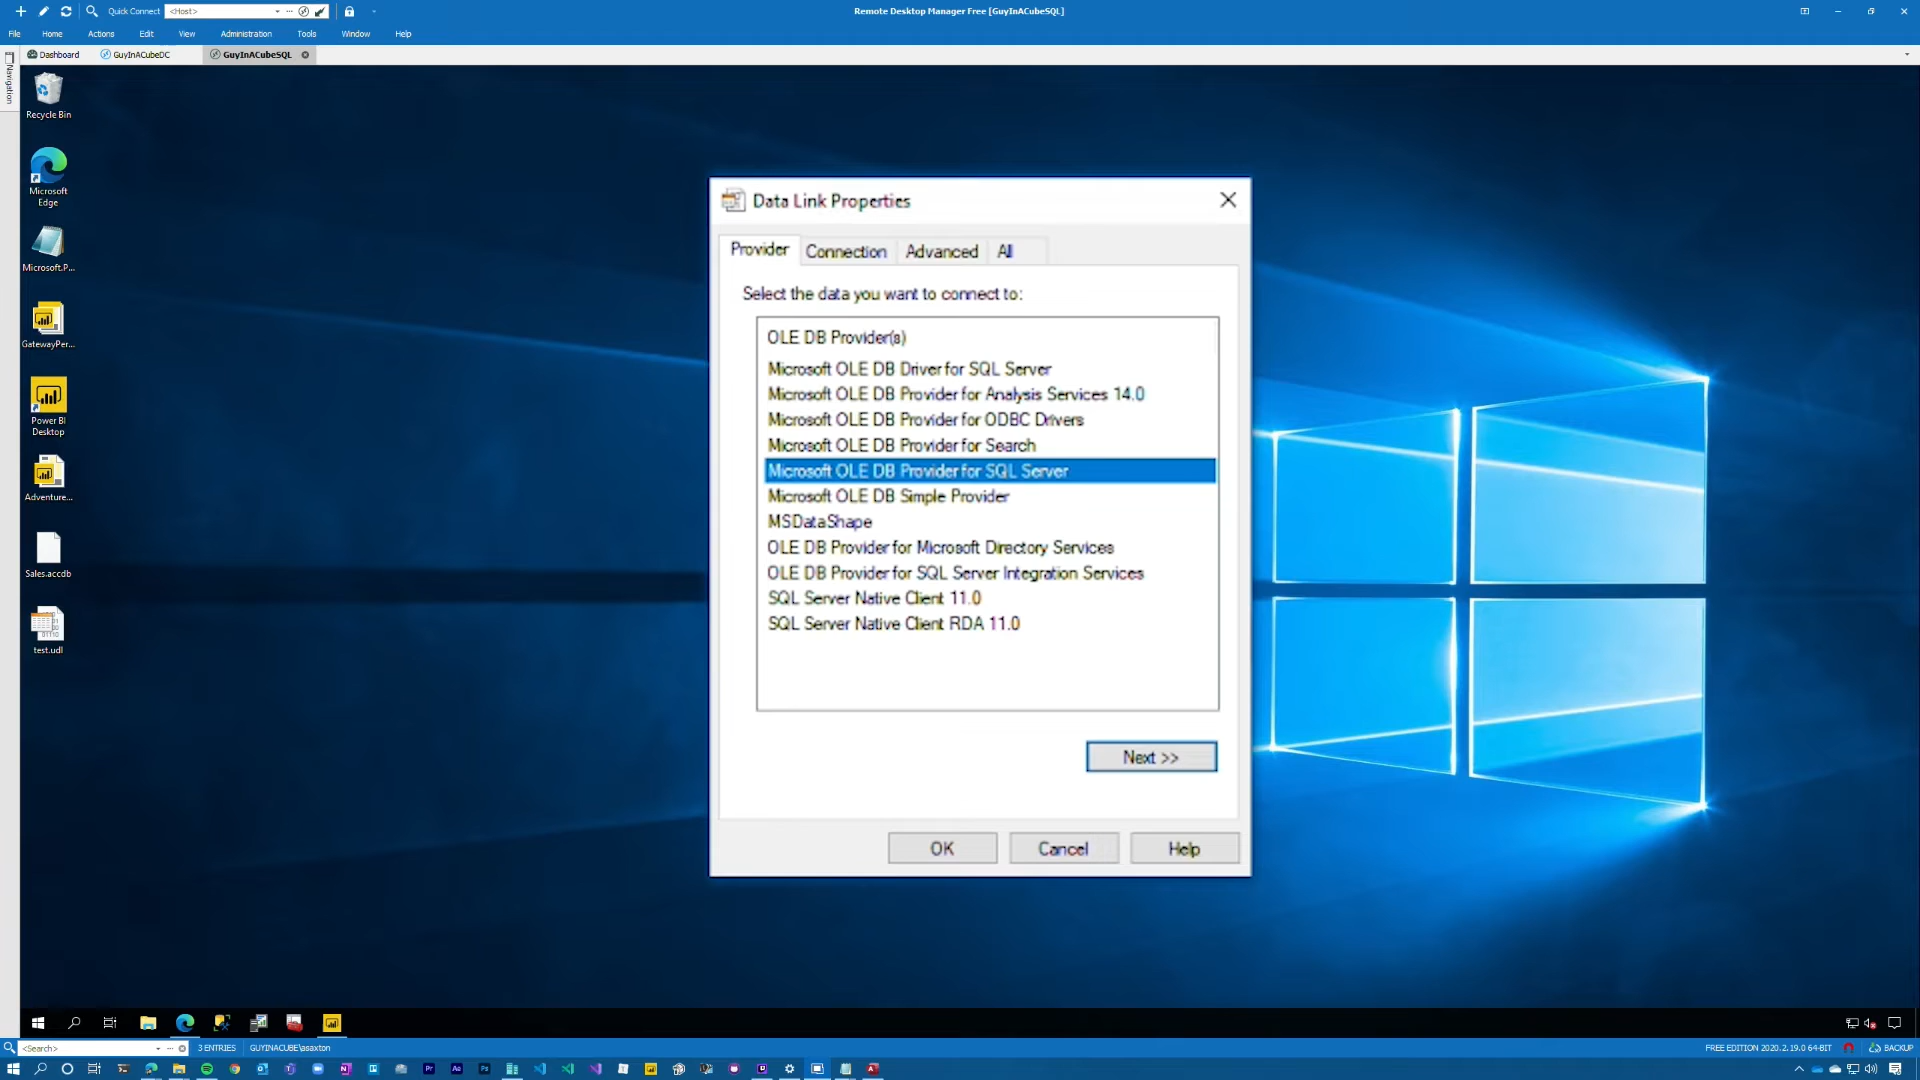 Quick Connect <Host>
Remote Desktop Manager Free [GuyInACubeSQL]
File Home Actions Edit View Administration Tools Window Help
Dashboard GuyInACubeDC GuyInACubeSQL
Navigation
Recycle Bin
Microsoft
Edge
Microsoft.P...
GatewayPer...
Power BI
Desktop
Adventure...
Sales.accdb
test.udl
Data Link Properties
Provider Connection Advanced All
Select the data you want to connect to:
OLE DB Provider(s)
Microsoft OLE DB Driver for SQL Server
Microsoft OLE DB Provider for Analysis Services 14.0
Microsoft OLE DB Provider for ODBC Drivers
Microsoft OLE DB Provider for Search
Microsoft OLE DB Provider for SQL Server
Microsoft OLE DB Simple Provider
MSDataShape
OLE DB Provider for Microsoft Directory Services
OLE DB Provider for SQL Server Integration Services
SQL Server Native Client 11.0
SQL Server Native Client RDA 11.0
Next >>
OK Cancel Help
<Search> 3 ENTRIES GUYINACUBE\asaxton
FREE EDITION 2020.2.19.0 64-BIT BACKUP